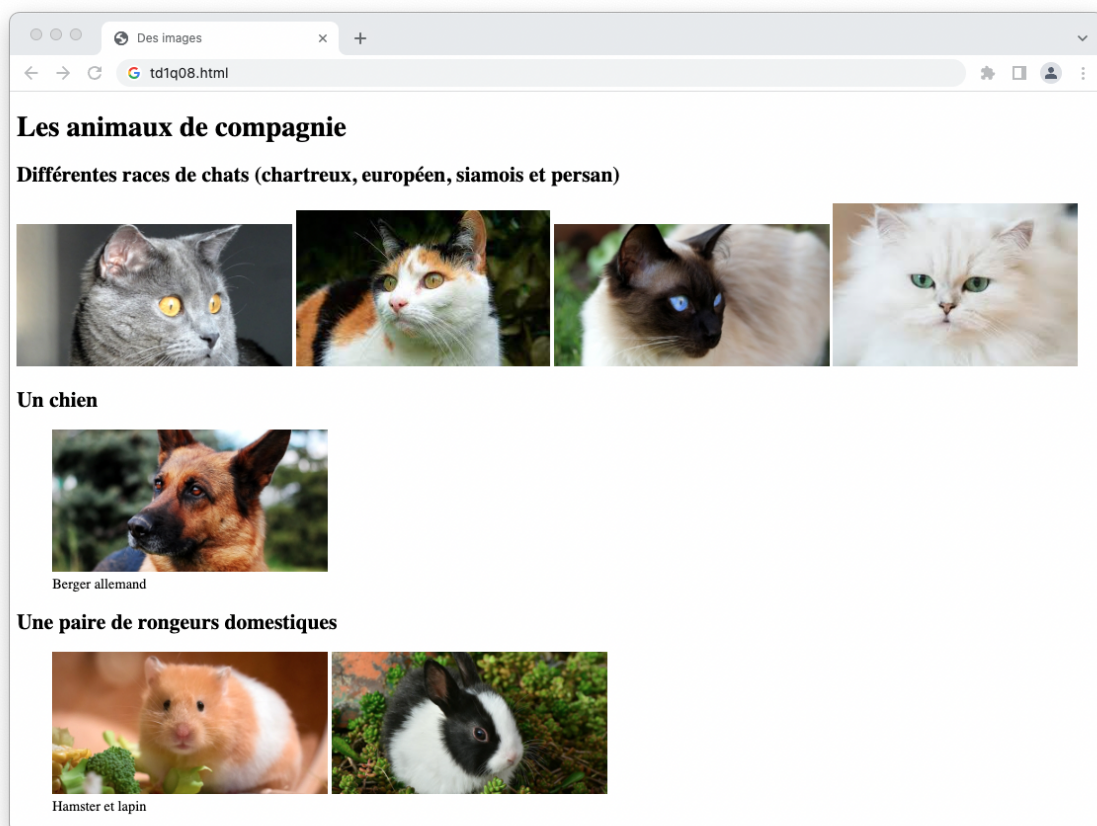 Des images
td1q08.html
Les animaux de compagnie
Différentes races de chats (chartreux, européen, siamois et persan)
Un chien
Berger allemand
Une paire de rongeurs domestiques
Hamster et lapin